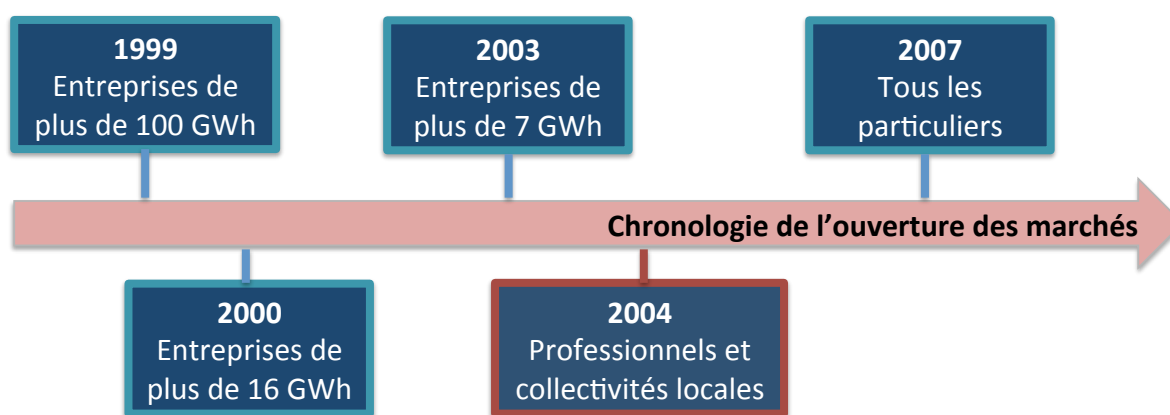 1999
Entreprises de
plus de 100 GWh
2003
Entreprises de
plus de 7 GWh
2007
Tous les
particuliers
Chronologie de l’ouverture des marchés
2000
Entreprises de
plus de 16 GWh
2004
Professionnels et
collectivités locales